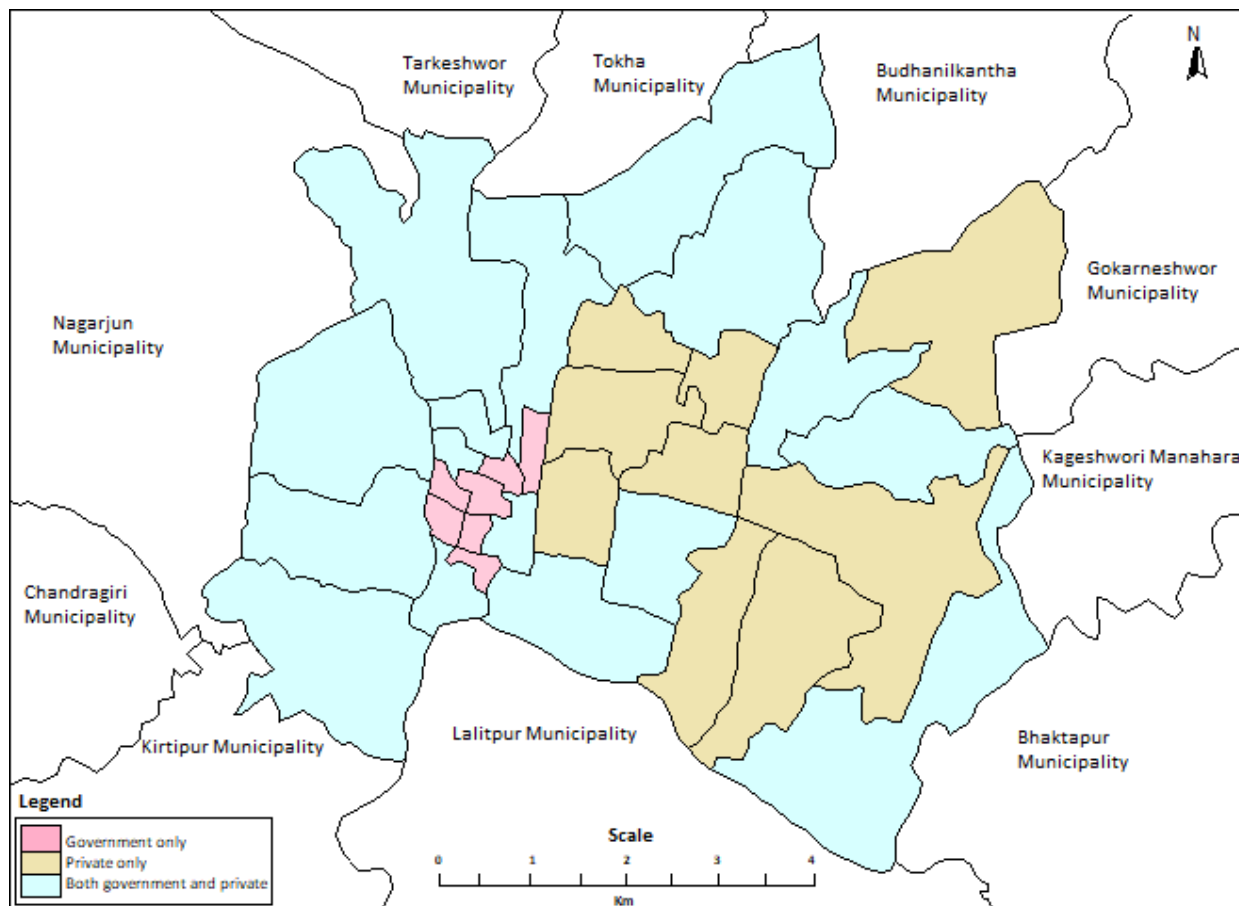 Tarkeshwor
Municipality
Tokha
Municipality
Budhanilkantha
Municipality
N
Gokarneshwor
Municipality
Nagarjun
Municipality
Kageshwori Manahara
Municipality
Chandragiri
Municipality
Kirtipur Municipality
Lalitpur Municipality
Bhaktapur
Municipality
Legend
Government only
Private only
Both government and private
Scale
0 1 2 3 4
Km